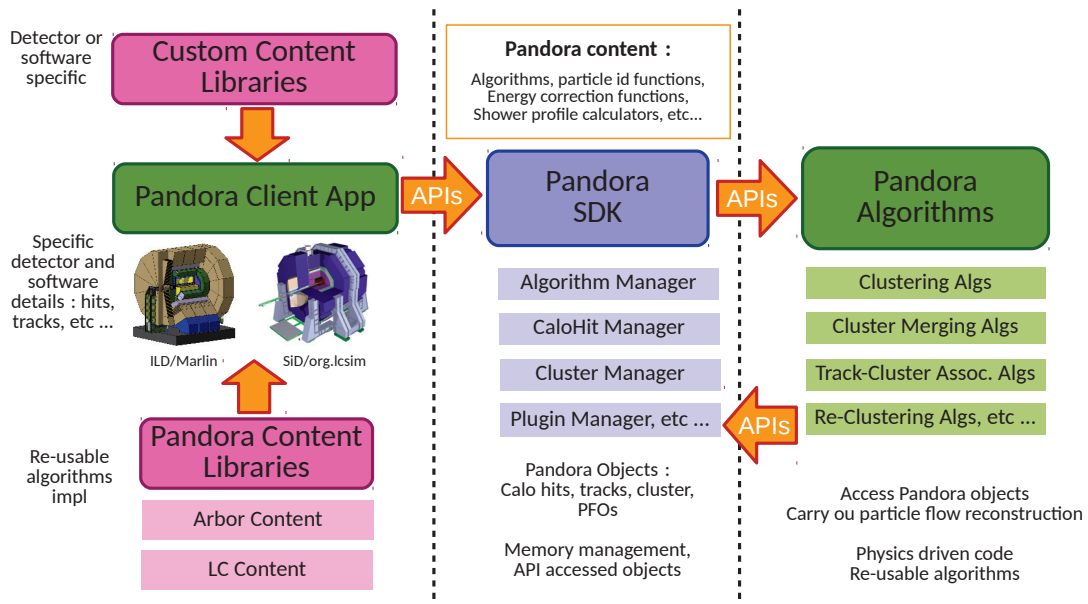 Detector or
software
specific
Custom Content
Libraries
Pandora Client App
Specific
detector and
software
details : hits,
tracks, etc ...
ILD/Marlin
SiD/org.lcsim
Re-usable
algorithms
impl
Pandora Content
Libraries
Arbor Content
LC Content
APIs
Pandora content :
Algorithms, particle id functions,
Energy correction functions,
Shower profile calculators, etc...
Pandora
SDK
Algorithm Manager
CaloHit Manager
Cluster Manager
Plugin Manager, etc ...
Pandora Objects :
Calo hits, tracks, cluster,
PFOs
Memory management,
API accessed objects
APIs
Pandora
Algorithms
Clustering Algs
Cluster Merging Algs
Track-Cluster Assoc. Algs
Re-Clustering Algs, etc ...
APIs
Access Pandora objects
Carry ou particle flow reconstruction
Physics driven code
Re-usable algorithms